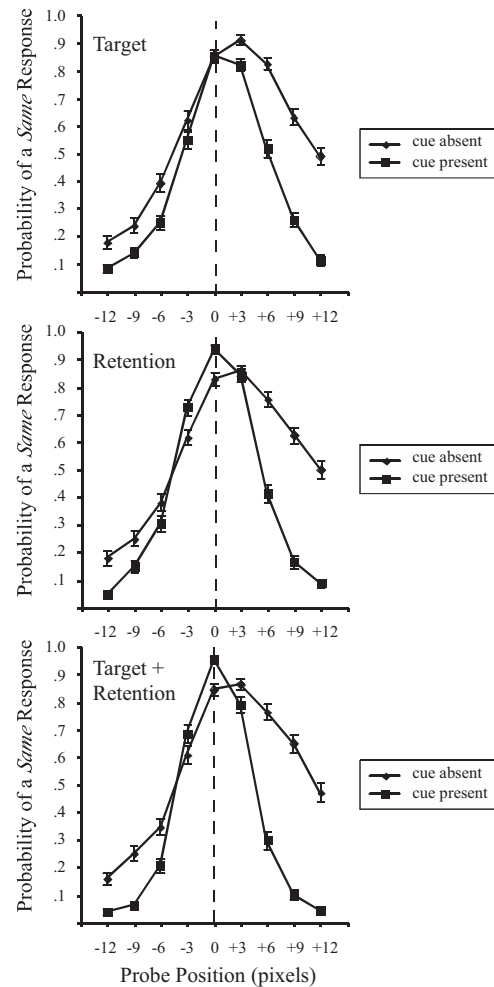 Probability of a Same Response
1.0
.9
.8
.7
.6
.5
.4
.3
.2
.1
Target
-12 -9 -6 -3 0 +3 +6 +9 +12
cue absent
cue present
Probability of a Same Response
1.0
.9
.8
.7
.6
.5
.4
.3
.2
.1
Retention
-12 -9 -6 -3 0 +3 +6 +9 +12
cue absent
cue present
Probability of a Same Response
1.0
.9
.8
.7
.6
.5
.4
.3
.2
.1
Target +
Retention
-12 -9 -6 -3 0 +3 +6 +9 +12
Probe Position (pixels)
cue absent
cue present